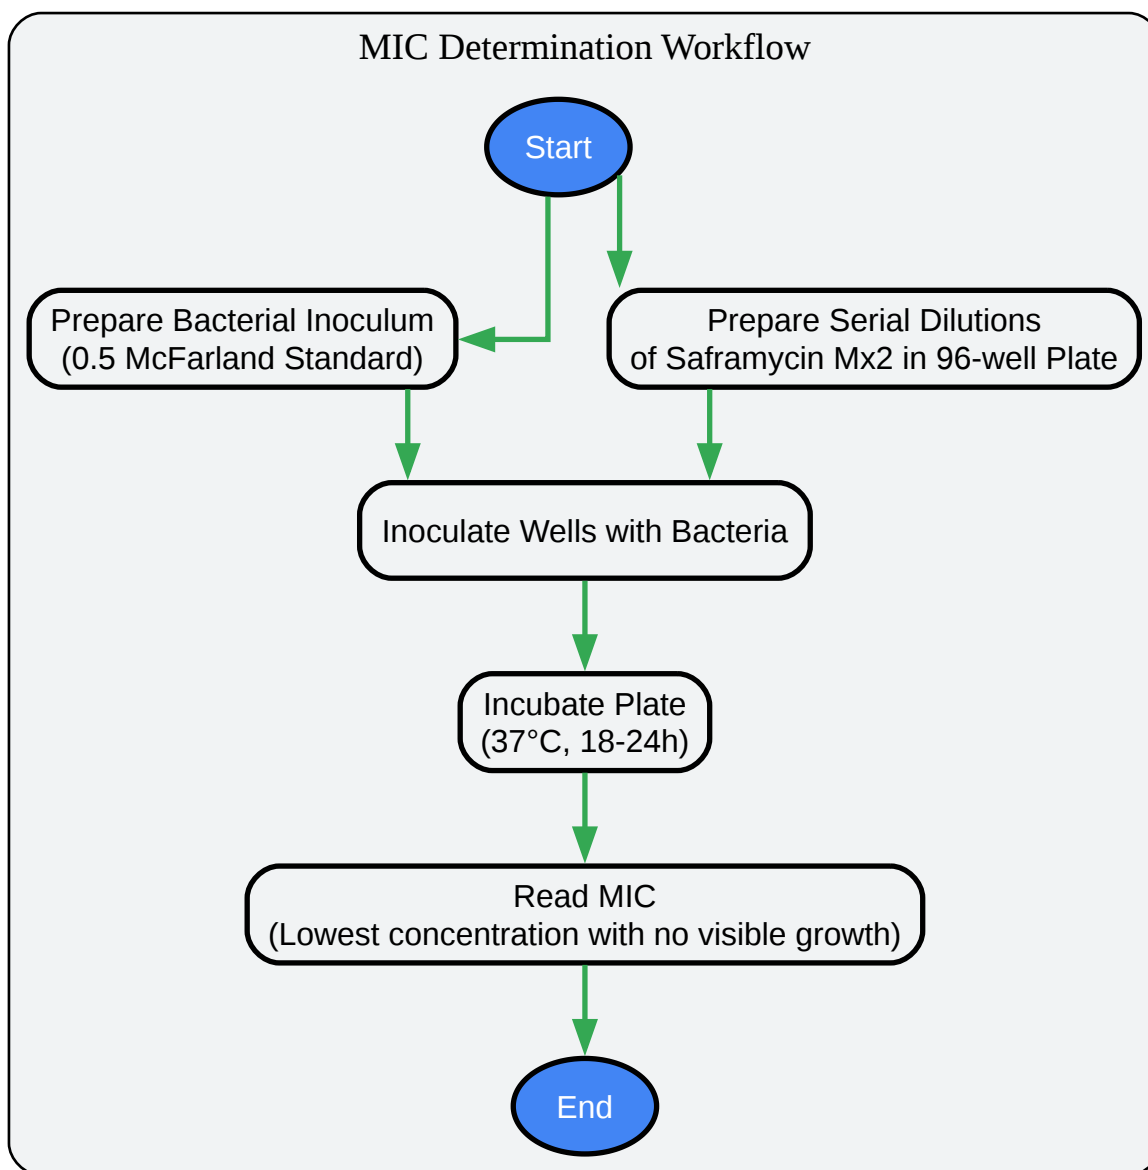 MIC Determination Workflow
Start
Prepare Bacterial Inoculum
(0.5 McFarland Standard)
Prepare Serial Dilutions
of Saframycin Mx2 in 96-well Plate
Inoculate Wells with Bacteria
Incubate Plate
(37°C, 18-24h)
Read MIC
(Lowest concentration with no visible growth)
End